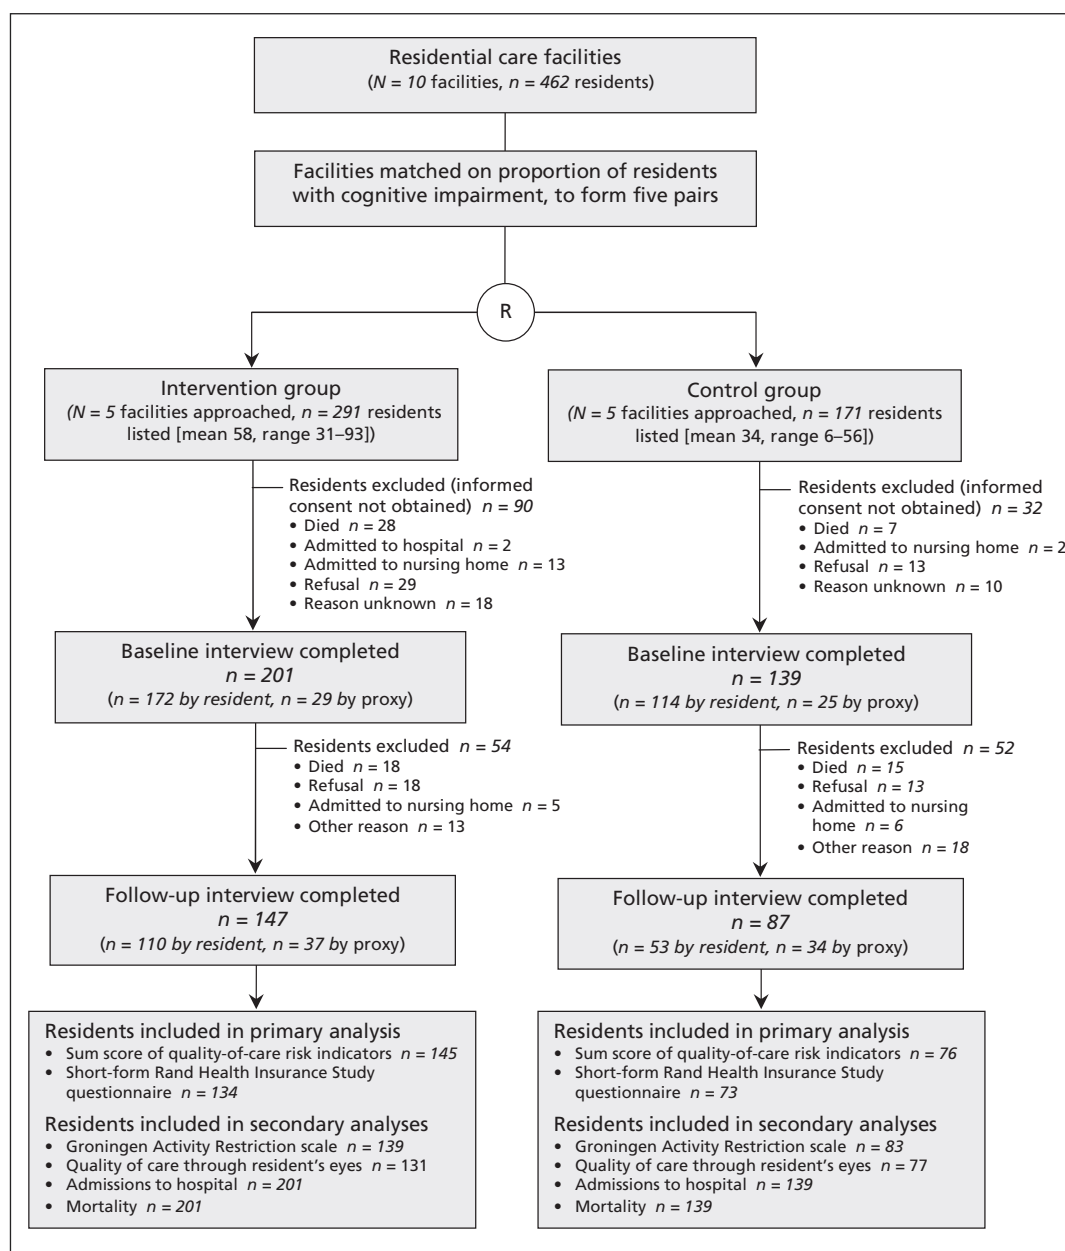 Residential care facilities
(N = 10 facilities, n = 462 residents)
Facilities matched on proportion of residents
with cognitive impairment, to form five pairs
R
Intervention group
(N = 5 facilities approached, n = 291 residents
listed [mean 58, range 31–93])
Residents excluded (informed
consent not obtained) n = 90
• Died n = 28
• Admitted to hospital n = 2
• Admitted to nursing home n = 13
• Refusal n = 29
• Reason unknown n = 18
Baseline interview completed
n = 201
(n = 172 by resident, n = 29 by proxy)
Residents excluded n = 54
• Died n = 18
• Refusal n = 18
• Admitted to nursing home n = 5
• Other reason n = 13
Follow-up interview completed
n = 147
(n = 110 by resident, n = 37 by proxy)
Residents included in primary analysis
• Sum score of quality-of-care risk indicators n = 145
• Short-form Rand Health Insurance Study
questionnaire n = 134
Residents included in secondary analyses
• Groningen Activity Restriction scale n = 139
• Quality of care through resident's eyes n = 131
• Admissions to hospital n = 201
• Mortality n = 201
Control group
(N = 5 facilities approached, n = 171 residents
listed [mean 34, range 6–56])
Residents excluded (informed
consent not obtained) n = 32
• Died n = 7
• Admitted to nursing home n = 2
• Refusal n = 13
• Reason unknown n = 10
Baseline interview completed
n = 139
(n = 114 by resident, n = 25 by proxy)
Residents excluded n = 52
• Died n = 15
• Refusal n = 13
• Admitted to nursing
home n = 6
• Other reason n = 18
Follow-up interview completed
n = 87
(n = 53 by resident, n = 34 by proxy)
Residents included in primary analysis
• Sum score of quality-of-care risk indicators n = 76
• Short-form Rand Health Insurance Study
questionnaire n = 73
Residents included in secondary analyses
• Groningen Activity Restriction scale n = 83
• Quality of care through resident's eyes n = 77
• Admissions to hospital n = 139
• Mortality n = 139